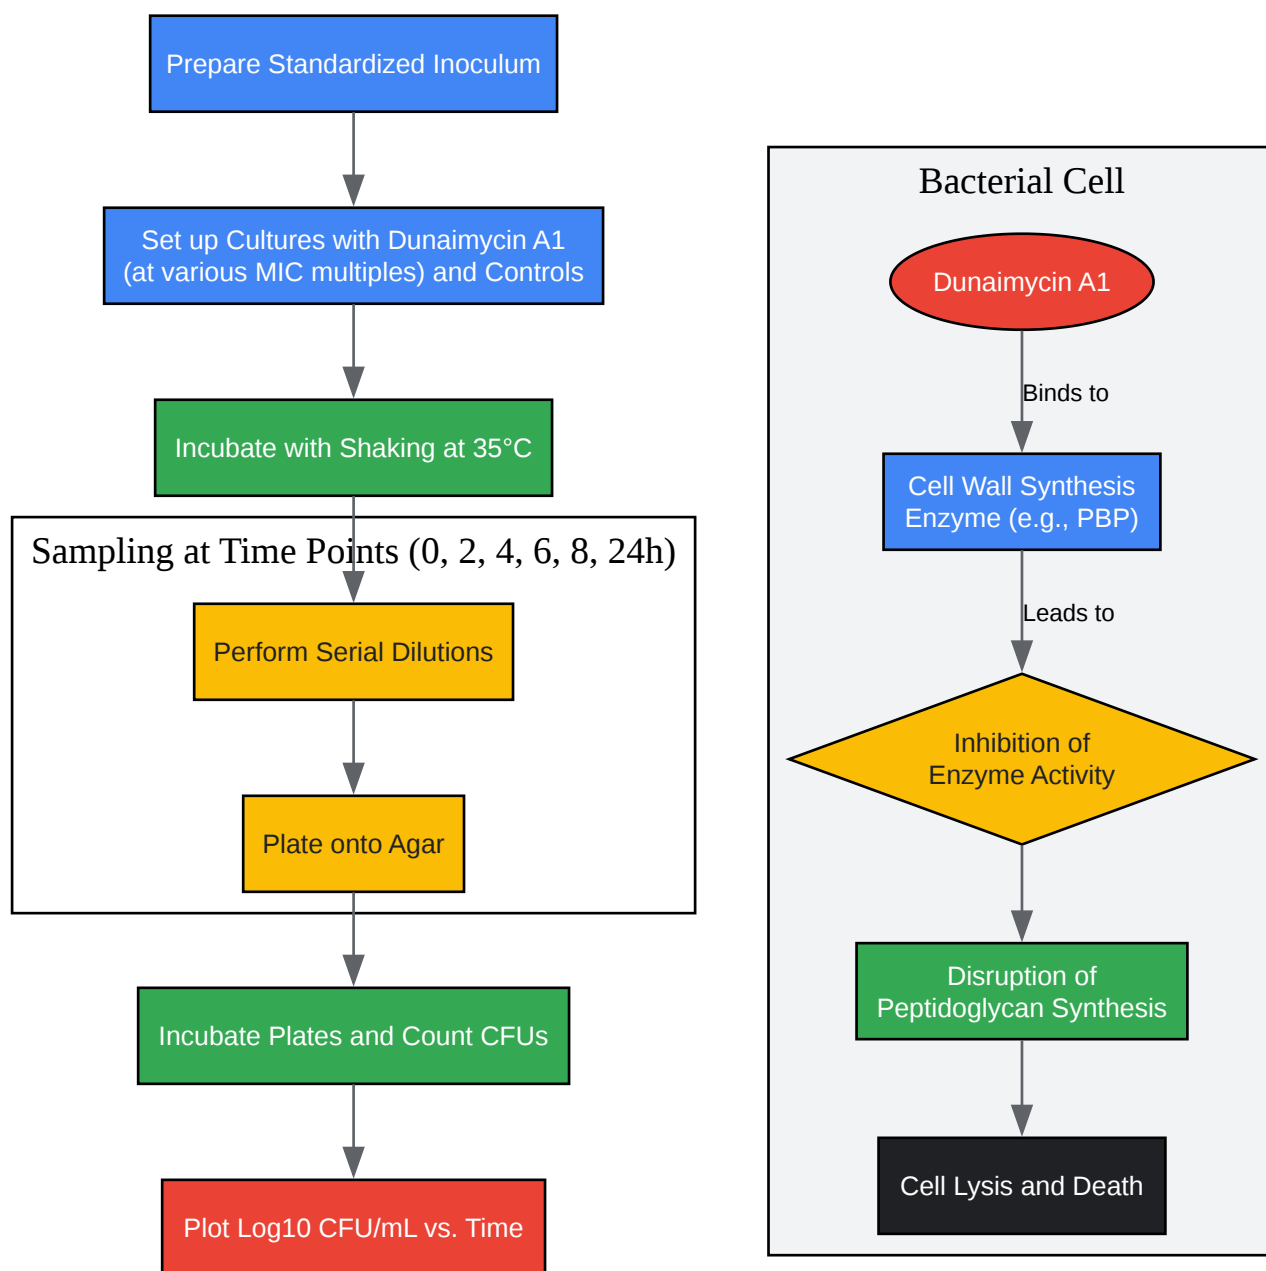 Prepare Standardized Inoculum
Set up Cultures with Dunaimycin A1
(at various MIC multiples) and Controls
Incubate with Shaking at 35°C
Sampling at Time Points (0, 2, 4, 6, 8, 24h)
Perform Serial Dilutions
Plate onto Agar
Incubate Plates and Count CFUs
Plot Log10 CFU/mL vs. Time
Bacterial Cell
Dunaimycin A1
Binds to
Cell Wall Synthesis
Enzyme (e.g., PBP)
Leads to
Inhibition of
Enzyme Activity
Disruption of
Peptidoglycan Synthesis
Cell Lysis and Death